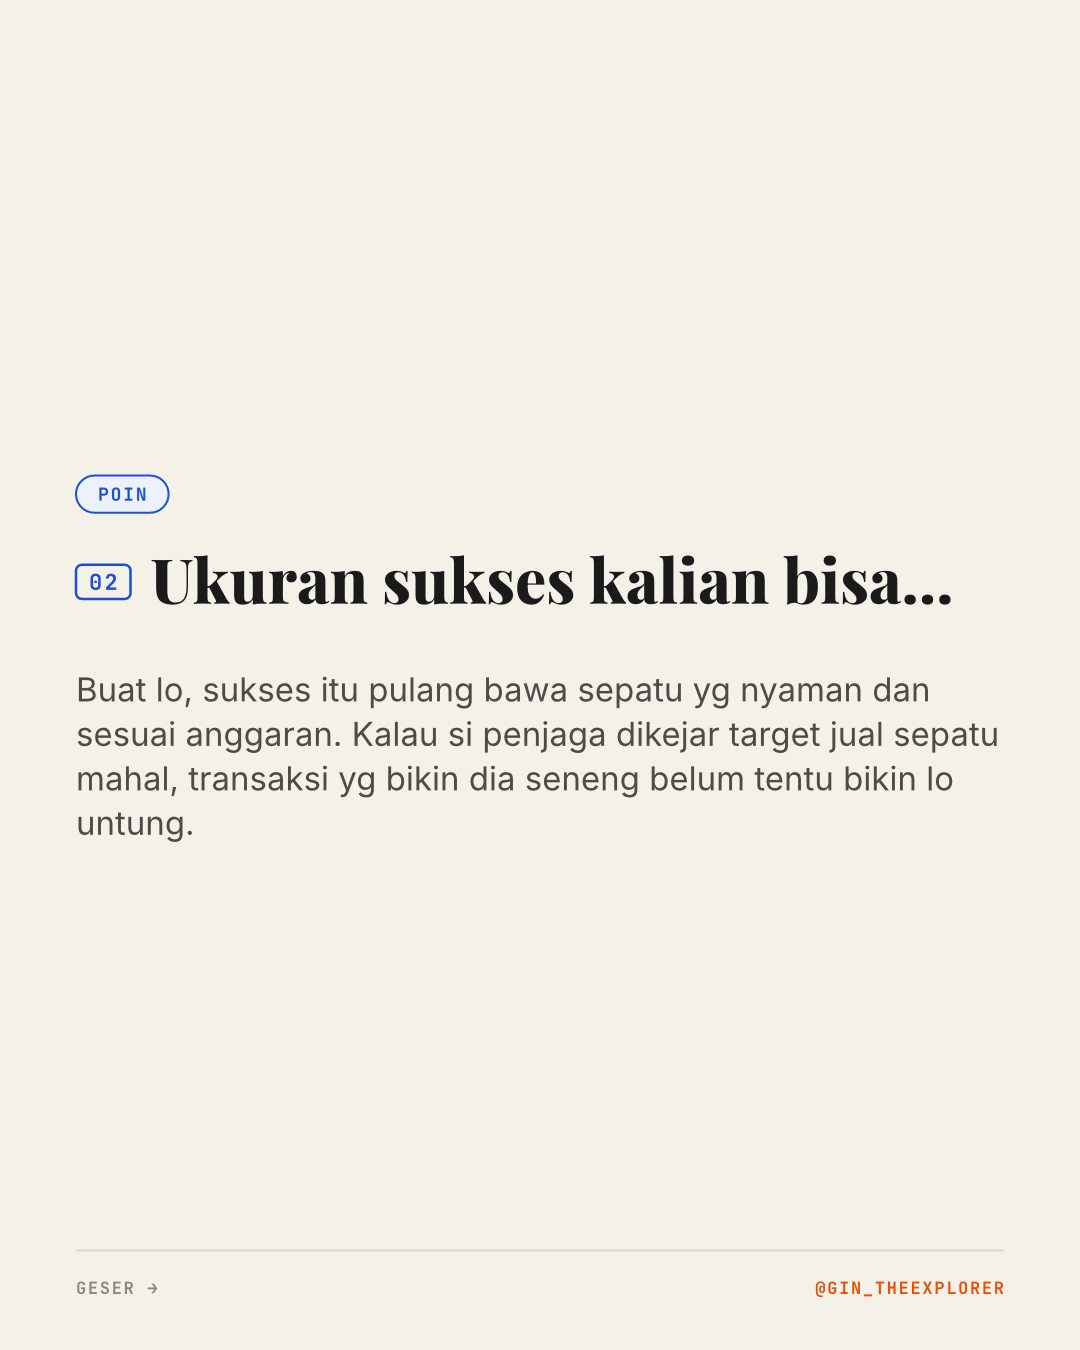 POIN
02 Ukuran sukses kalian bisa...
Buat lo, sukses itu pulang bawa sepatu yg nyaman dan
sesuai anggaran. Kalau si penjaga dikejar target jual sepatu
mahal, transaksi yg bikin dia seneng belum tentu bikin lo
untung.
GESER →
@GIN_THEEXPLORER